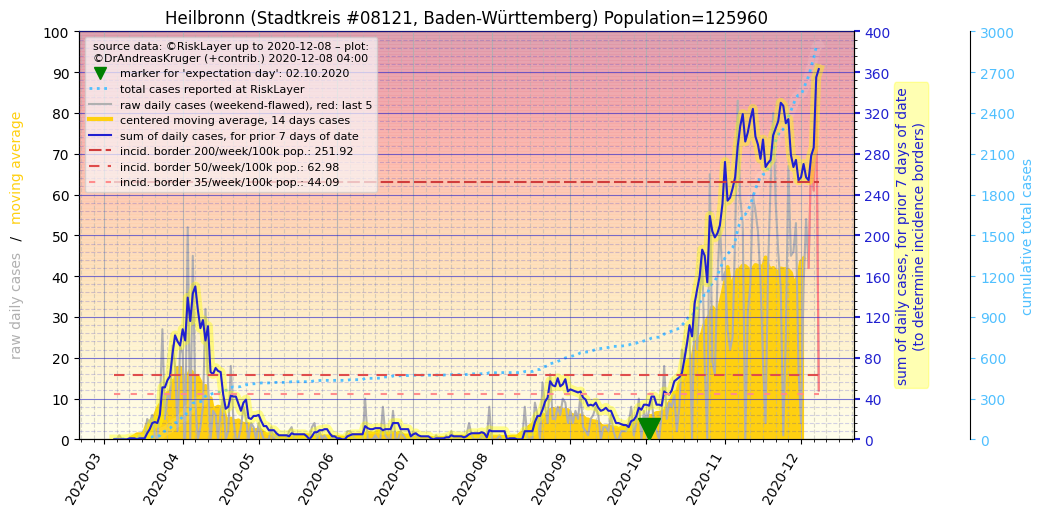 Heilbronn (Stadtkreis #08121, Baden-Württemberg) Population=125960
source data: ©RiskLayer up to 2020-12-08 – plot:
©DrAndreasKruger (+contrib.) 2020-12-08 04:00
marker for 'expectation day': 02.10.2020
total cases reported at RiskLayer
raw daily cases (weekend-flawed), red: last 5
centered moving average, 14 days cases
sum of daily cases, for prior 7 days of date
incid. border 200/week/100k pop.: 251.92
incid. border 50/week/100k pop.: 62.98
incid. border 35/week/100k pop.: 44.09
raw daily cases / moving average
100
90
80
70
60
50
40
30
20
10
0
2020-03
2020-04
2020-05
2020-06
2020-07
2020-08
2020-09
2020-10
2020-11
2020-12
400
360
320
280
240
200
160
120
80
40
0
sum of daily cases, for prior 7 days of date
(to determine incidence borders)
3000
2700
2400
2100
1800
1500
1200
900
600
300
0
cumulative total cases